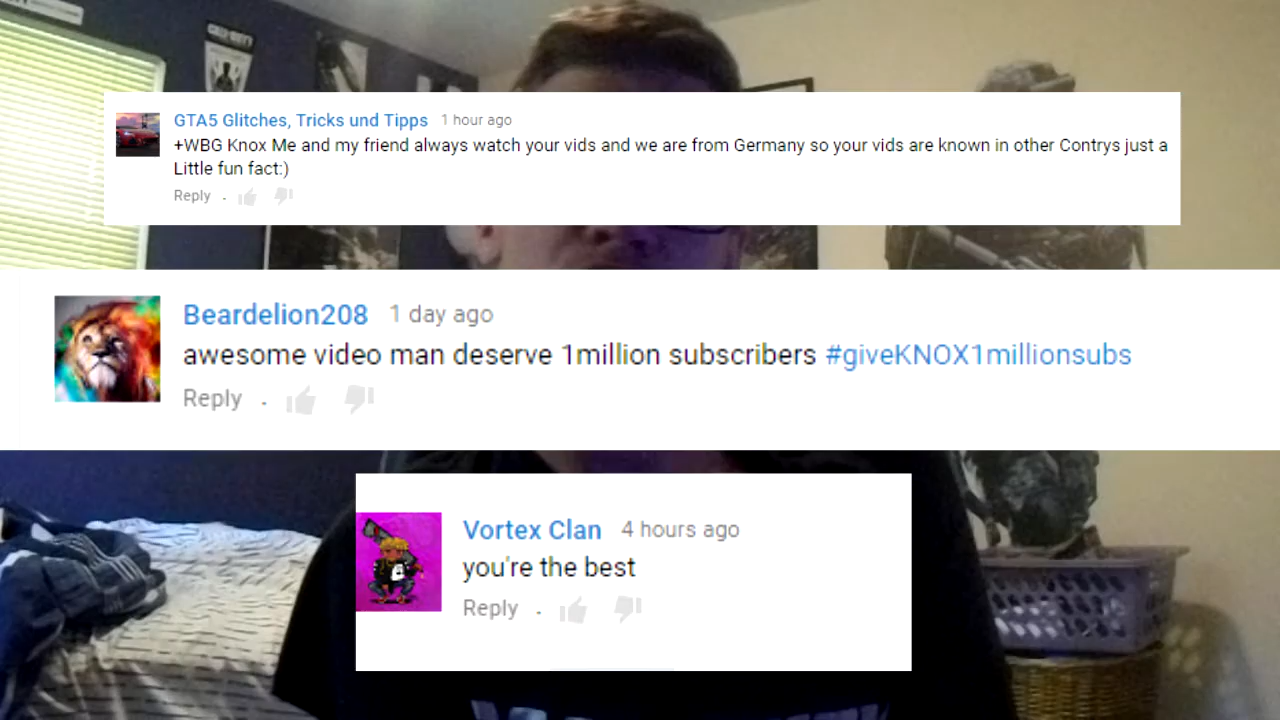 CALL OF DUTY
GTA5 Glitches, Tricks und Tipps 1 hour ago
+WBG Knox Me and my friend always watch your vids and we are from Germany so your vids are known in other Contrys just a
Little fun fact:)
Reply .
Beardelion208 1 day ago
awesome video man deserve 1million subscribers #giveKNOX1millionsubs
Reply .
Vortex Clan 4 hours ago
you're the best
Reply .